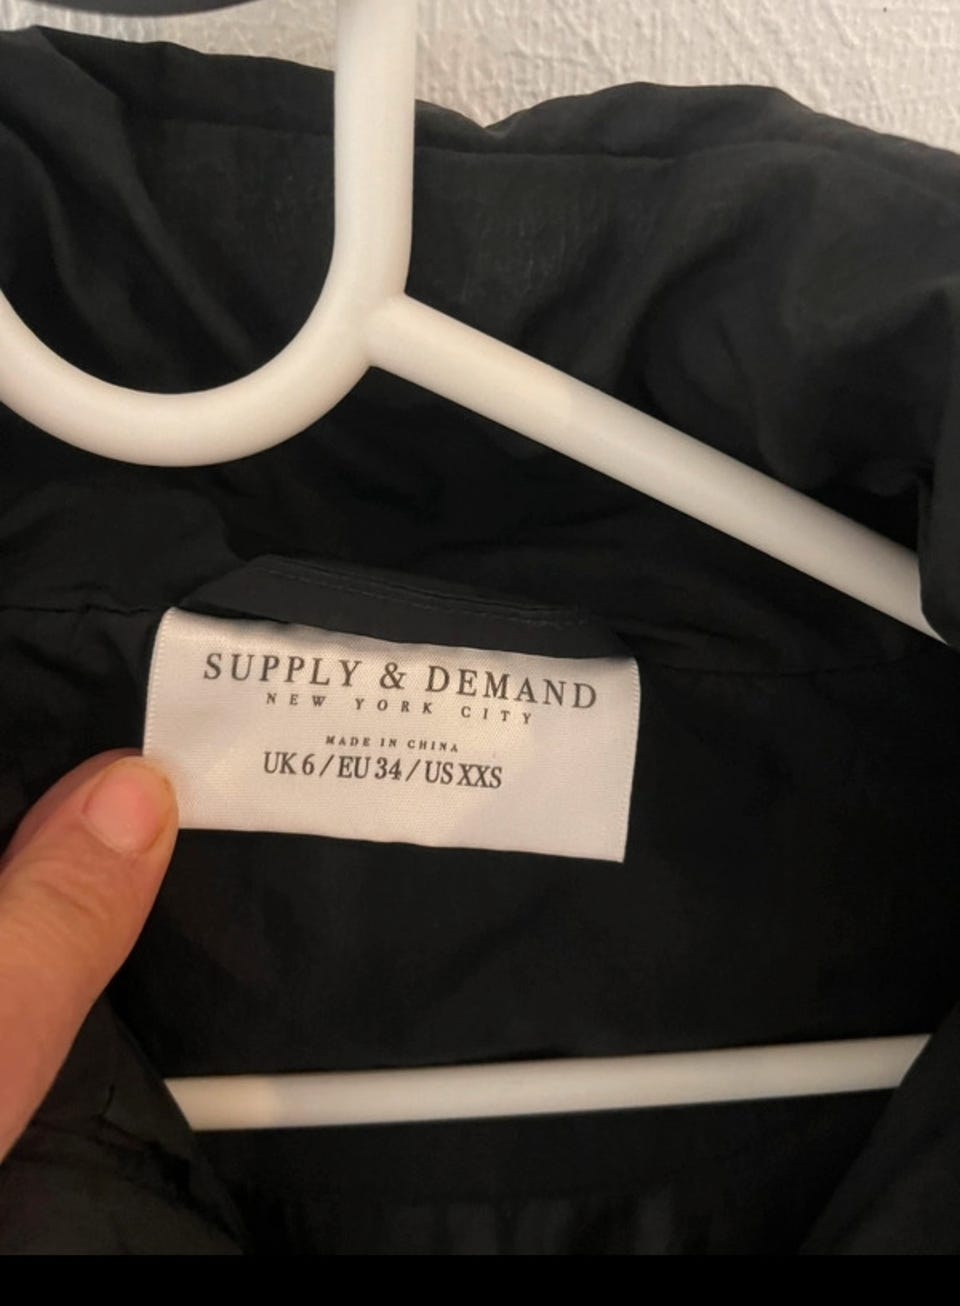 SUPPLY & DEMAND
NEW YORK CITY
MADE IN CHINA
UK 6 / EU 34 / US XXS